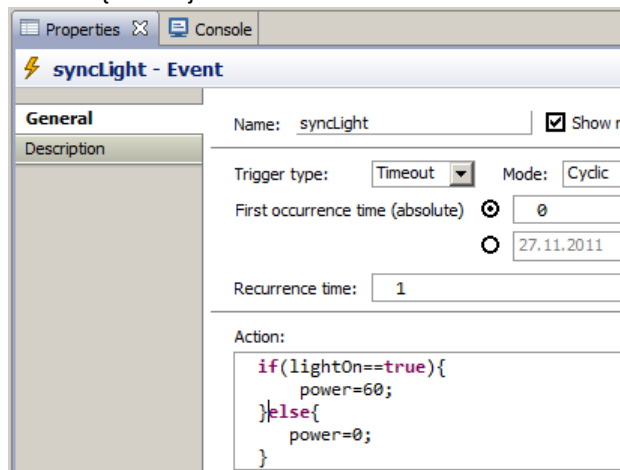 Properties Console
syncLight - Event
General
Description
Name: syncLight Show
Trigger type: Timeout Mode: Cyclic
First occurrence time (absolute) 0
27.11.2011
Recurrence time: 1
Action:
if(lightOn==true){
power=60;
}else{
power=0;
}